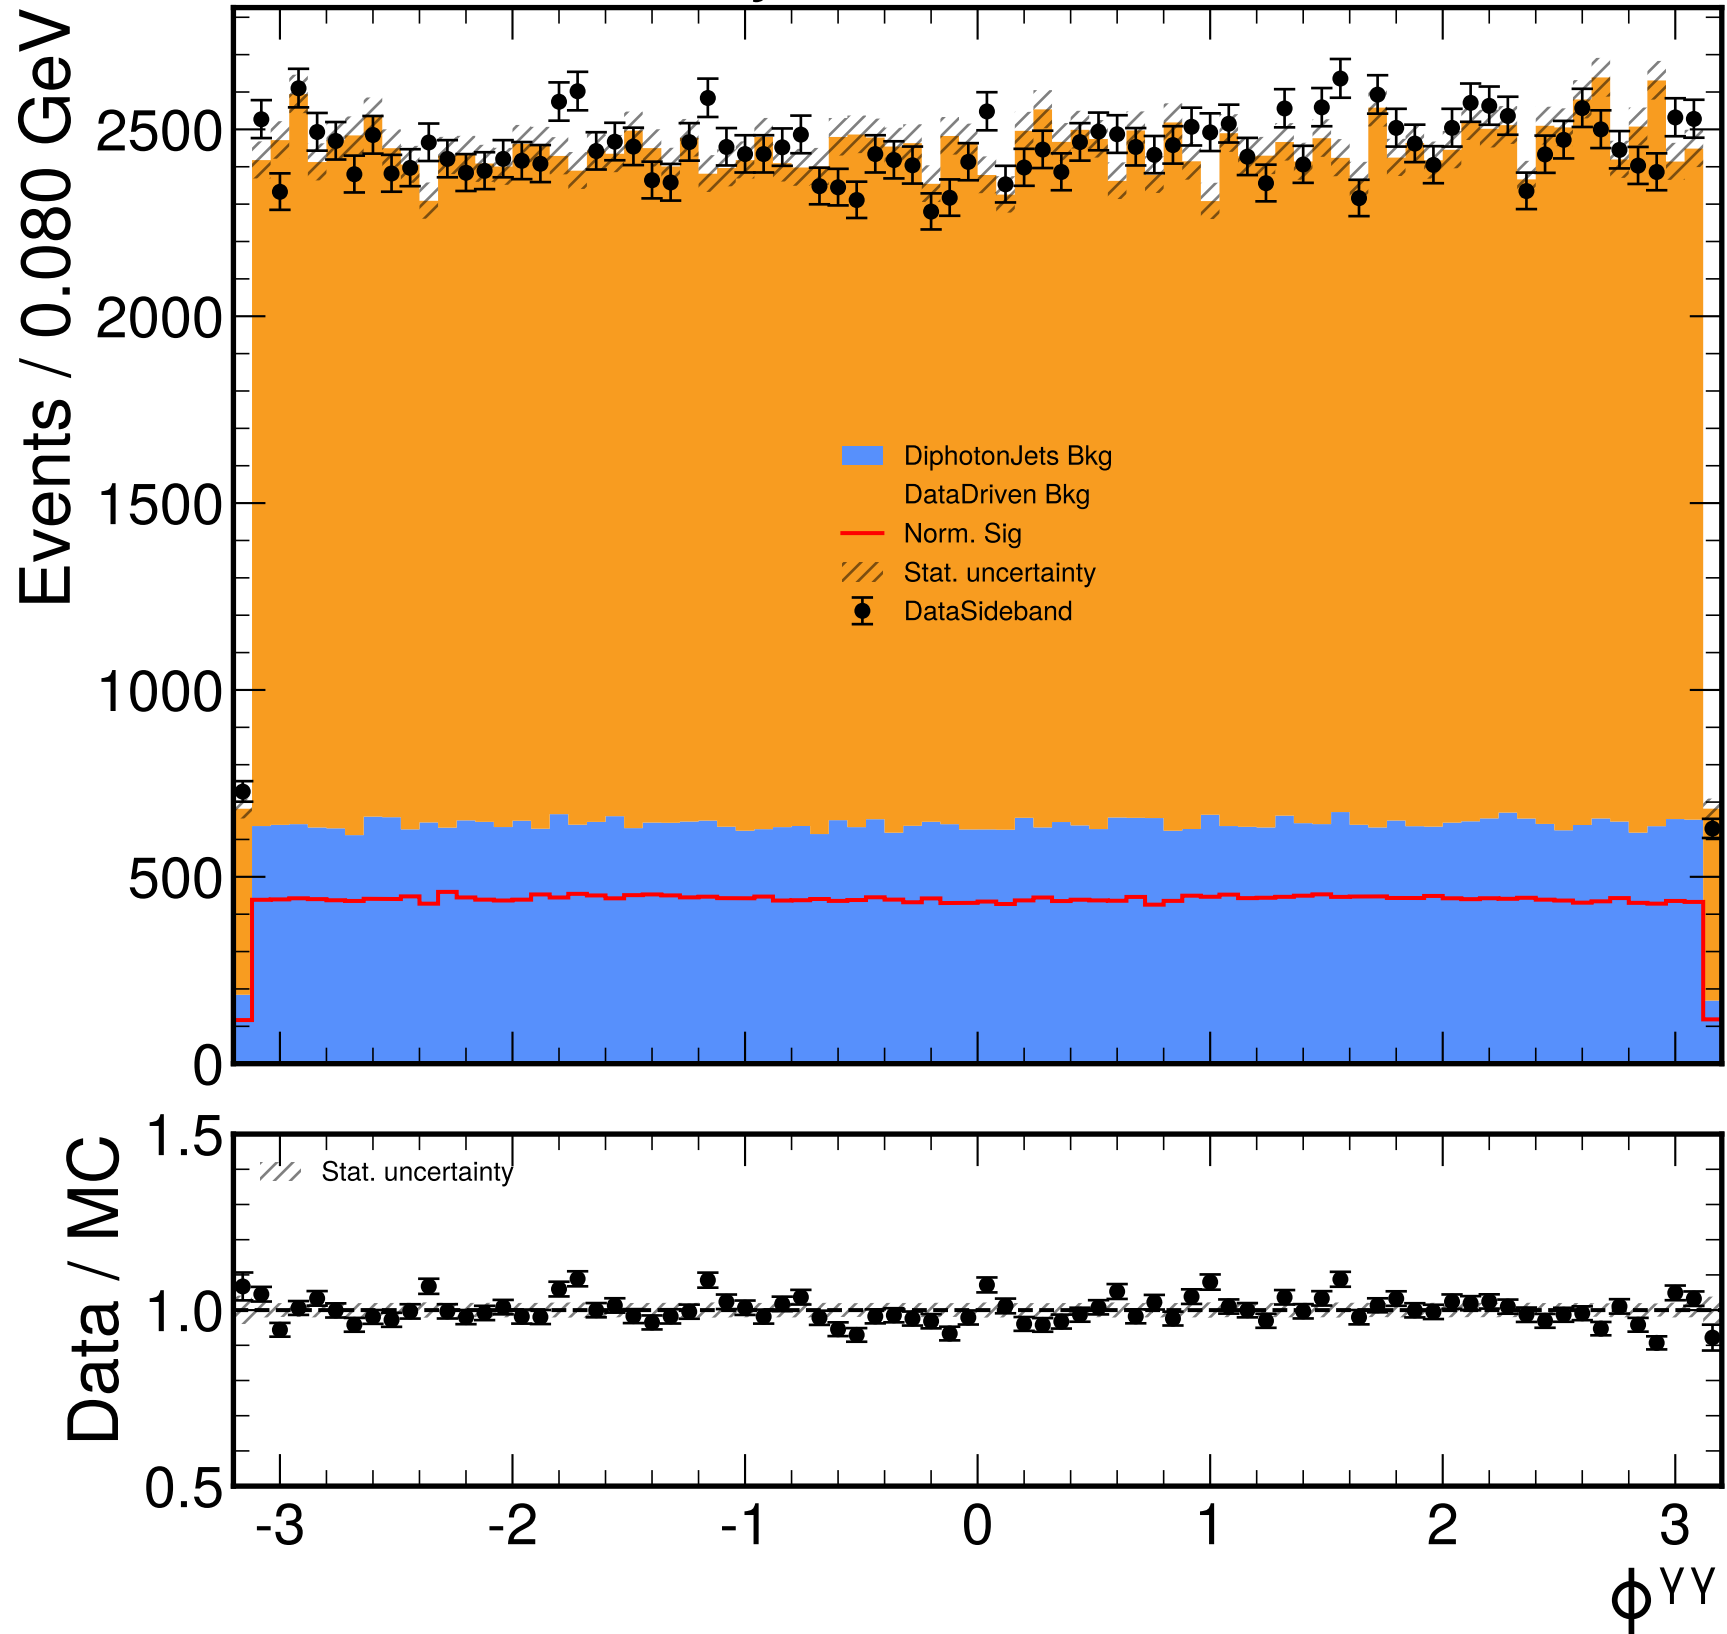 Events / 0.080 GeV
2500
2000
1500
1000
500
0
DiphotonJets Bkg
DataDriven Bkg
Norm. Sig
Stat. uncertainty
DataSideband
Data / MC
1.5
1.0
0.5
Stat. uncertainty
-3 -2 -1 0 1 2 3
ϕ^γγ